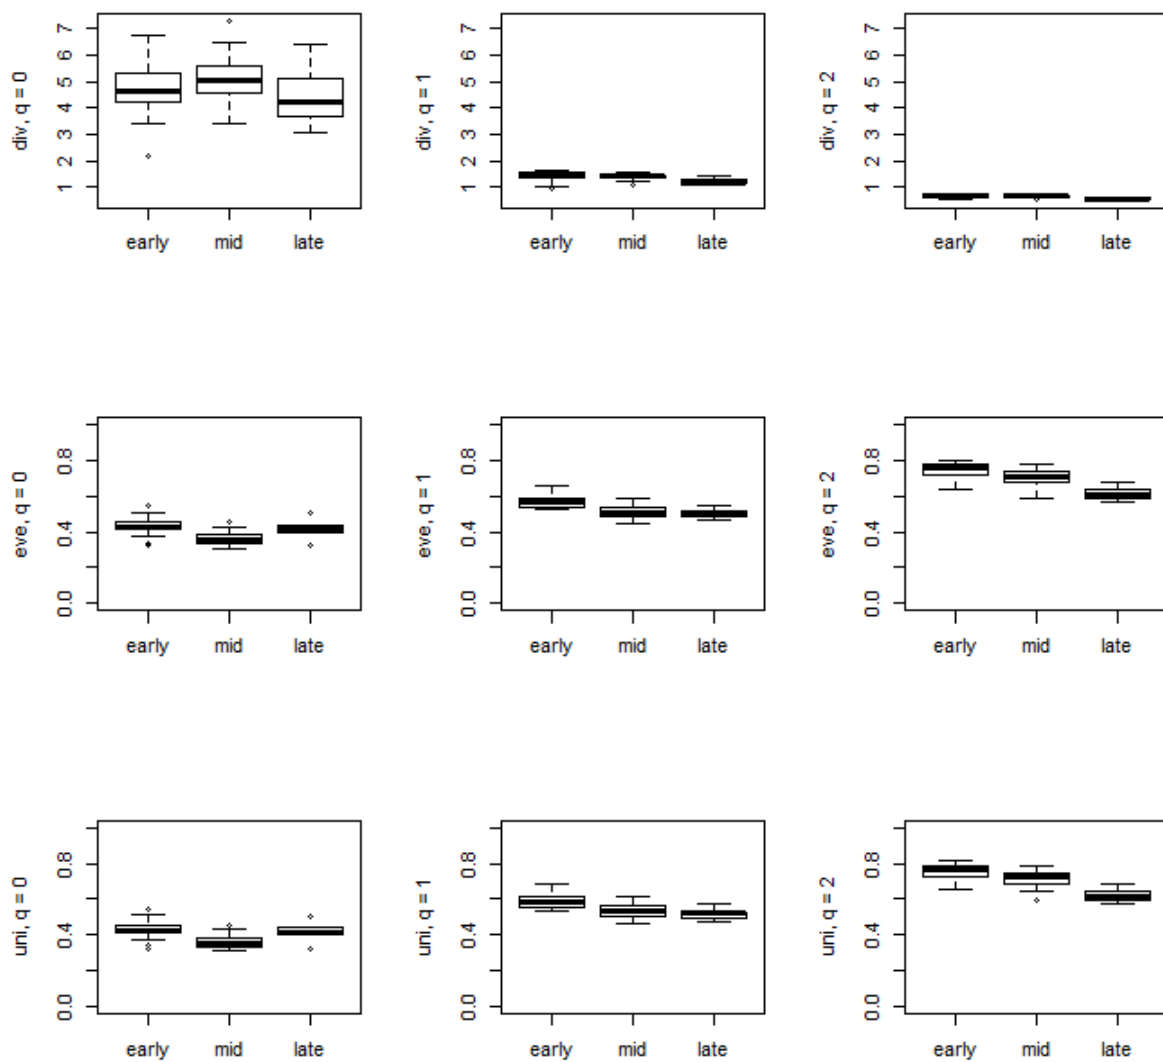 div, q = 0
7
6
5
4
3
2
1
early mid late
div, q = 1
7
6
5
4
3
2
1
early mid late
div, q = 2
7
6
5
4
3
2
1
early mid late
eve, q = 0
0.8
0.4
0.0
early mid late
eve, q = 1
0.8
0.4
0.0
early mid late
eve, q = 2
0.8
0.4
0.0
early mid late
uni, q = 0
0.8
0.4
0.0
early mid late
uni, q = 1
0.8
0.4
0.0
early mid late
uni, q = 2
0.8
0.4
0.0
early mid late